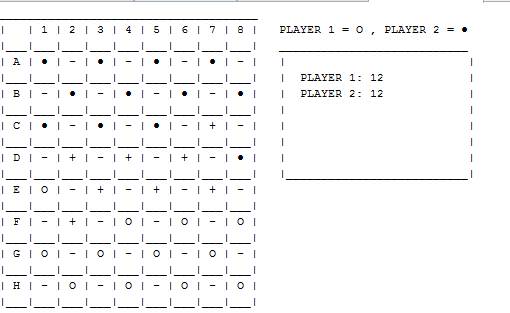 | | 1 | 2 | 3 | 4 | 5 | 6 | 7 | 8 | PLAYER 1 = O , PLAYER 2 = ●
| A | ● | - | ● | - | ● | - | ● | - |
PLAYER 1: 12
| B | - | ● | - | ● | - | ● | - | ● | PLAYER 2: 12
| C | ● | - | ● | - | ● | - | + | - |
| D | - | + | - | + | - | + | - | ● |
| E | O | - | + | - | + | - | + | - |
| F | - | + | - | O | - | O | - | O |
| G | O | - | O | - | O | - | O | - |
| H | - | O | - | O | - | O | - | O |